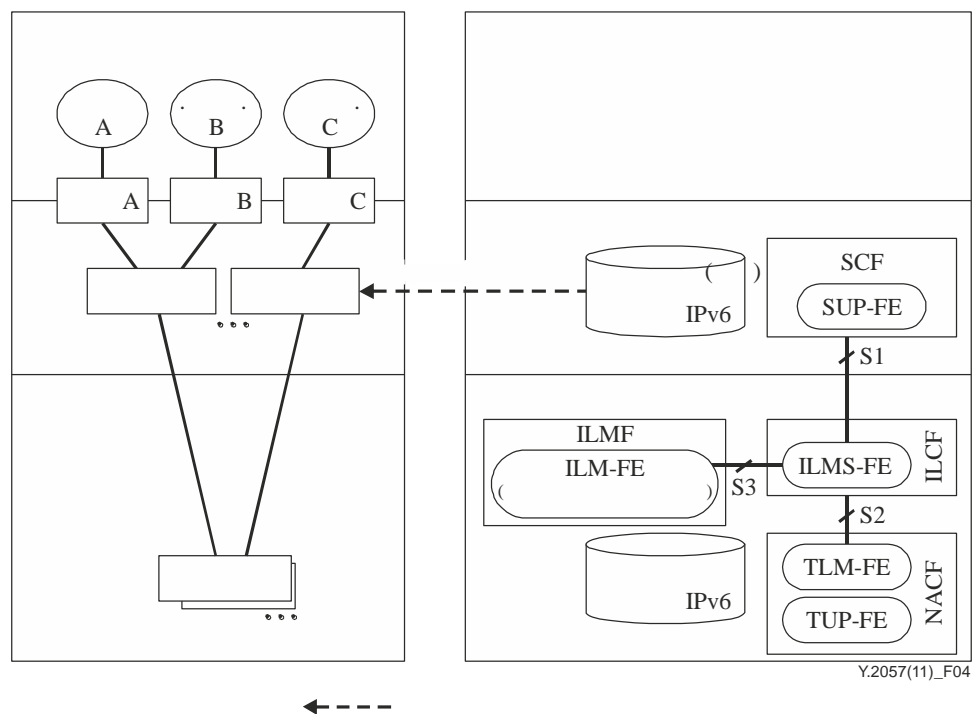 A
B
C
A
B
C
( )
IPv6
SCF
SUP-FE
S1
ILMF
ILM-FE
( )
S3
ILMS-FE
ILCF
S2
IPv6
TLM-FE
TUP-FE
NACF
Y.2057(11)_F04